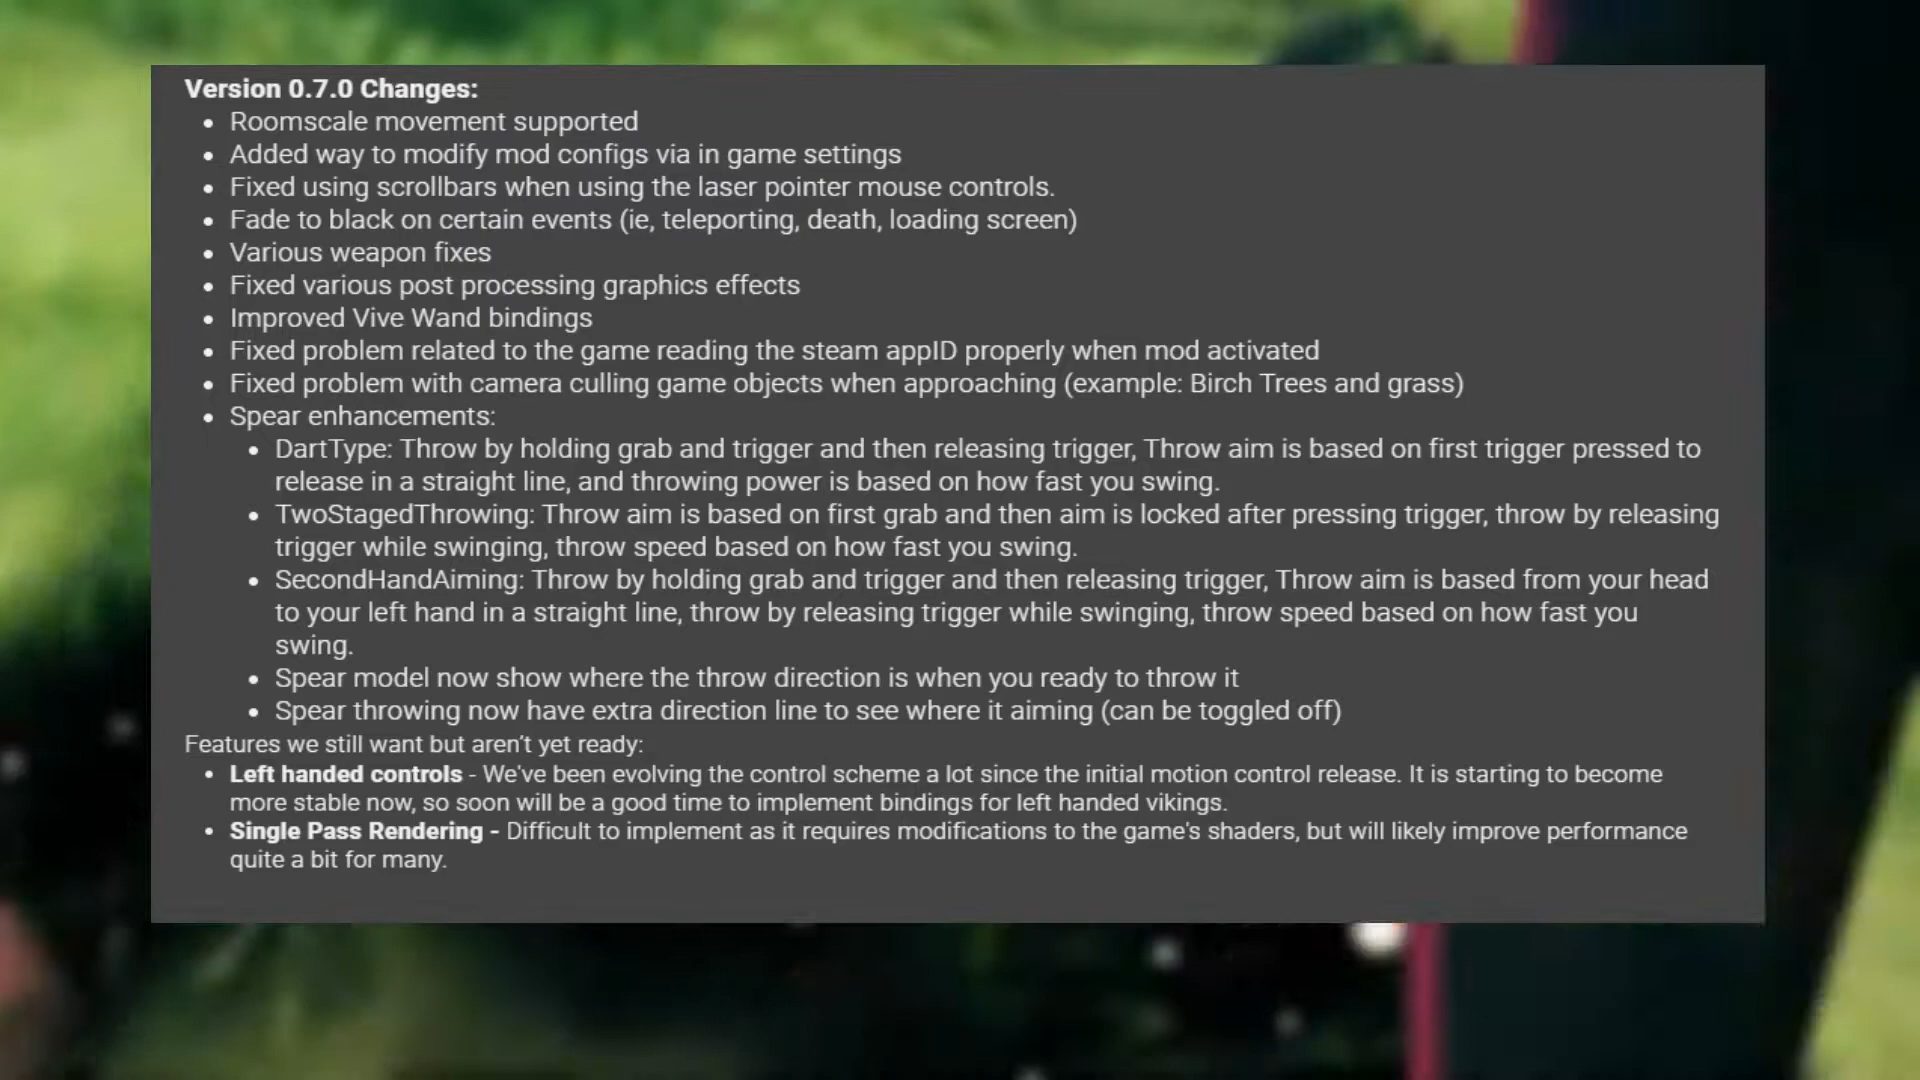 Version 0.7.0 Changes:
Roomscale movement supported
Added way to modify mod configs via in game settings
Fixed using scrollbars when using the laser pointer mouse controls.
Fade to black on certain events (ie, teleporting, death, loading screen)
Various weapon fixes
Fixed various post processing graphics effects
Improved Vive Wand bindings
Fixed problem related to the game reading the steam appID properly when mod activated
Fixed problem with camera culling game objects when approaching (example: Birch Trees and grass)
Spear enhancements:
DartType: Throw by holding grab and trigger and then releasing trigger, Throw aim is based on first trigger pressed to
release in a straight line, and throwing power is based on how fast you swing.
TwoStagedThrowing: Throw aim is based on first grab and then aim is locked after pressing trigger, throw by releasing
trigger while swinging, throw speed based on how fast you swing.
SecondHandAiming: Throw by holding grab and trigger and then releasing trigger, Throw aim is based from your head
to your left hand in a straight line, throw by releasing trigger while swinging, throw speed based on how fast you
swing.
Spear model now show where the throw direction is when you ready to throw it
Spear throwing now have extra direction line to see where it aiming (can be toggled off)
Features we still want but aren't yet ready:
Left handed controls - We've been evolving the control scheme a lot since the initial motion control release. It is starting to become
more stable now, so soon will be a good time to implement bindings for left handed vikings.
Single Pass Rendering - Difficult to implement as it requires modifications to the game's shaders, but will likely improve performance
quite a bit for many.